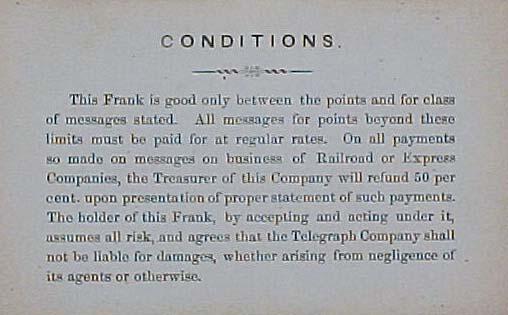 CONDITIONS.
This Frank is good only between the points and for class
of messages stated. All messages for points beyond these
limits must be paid for at regular rates. On all payments
so made on messages on business of Railroad or Express
Companies, the Treasurer of this Company will refund 50 per
cent. upon presentation of proper statement of such payments.
The holder of this Frank, by accepting and acting under it,
assumes all risk, and agrees that the Telegraph Company shall
not be liable for damages, whether arising from negligence of
its agents or otherwise.